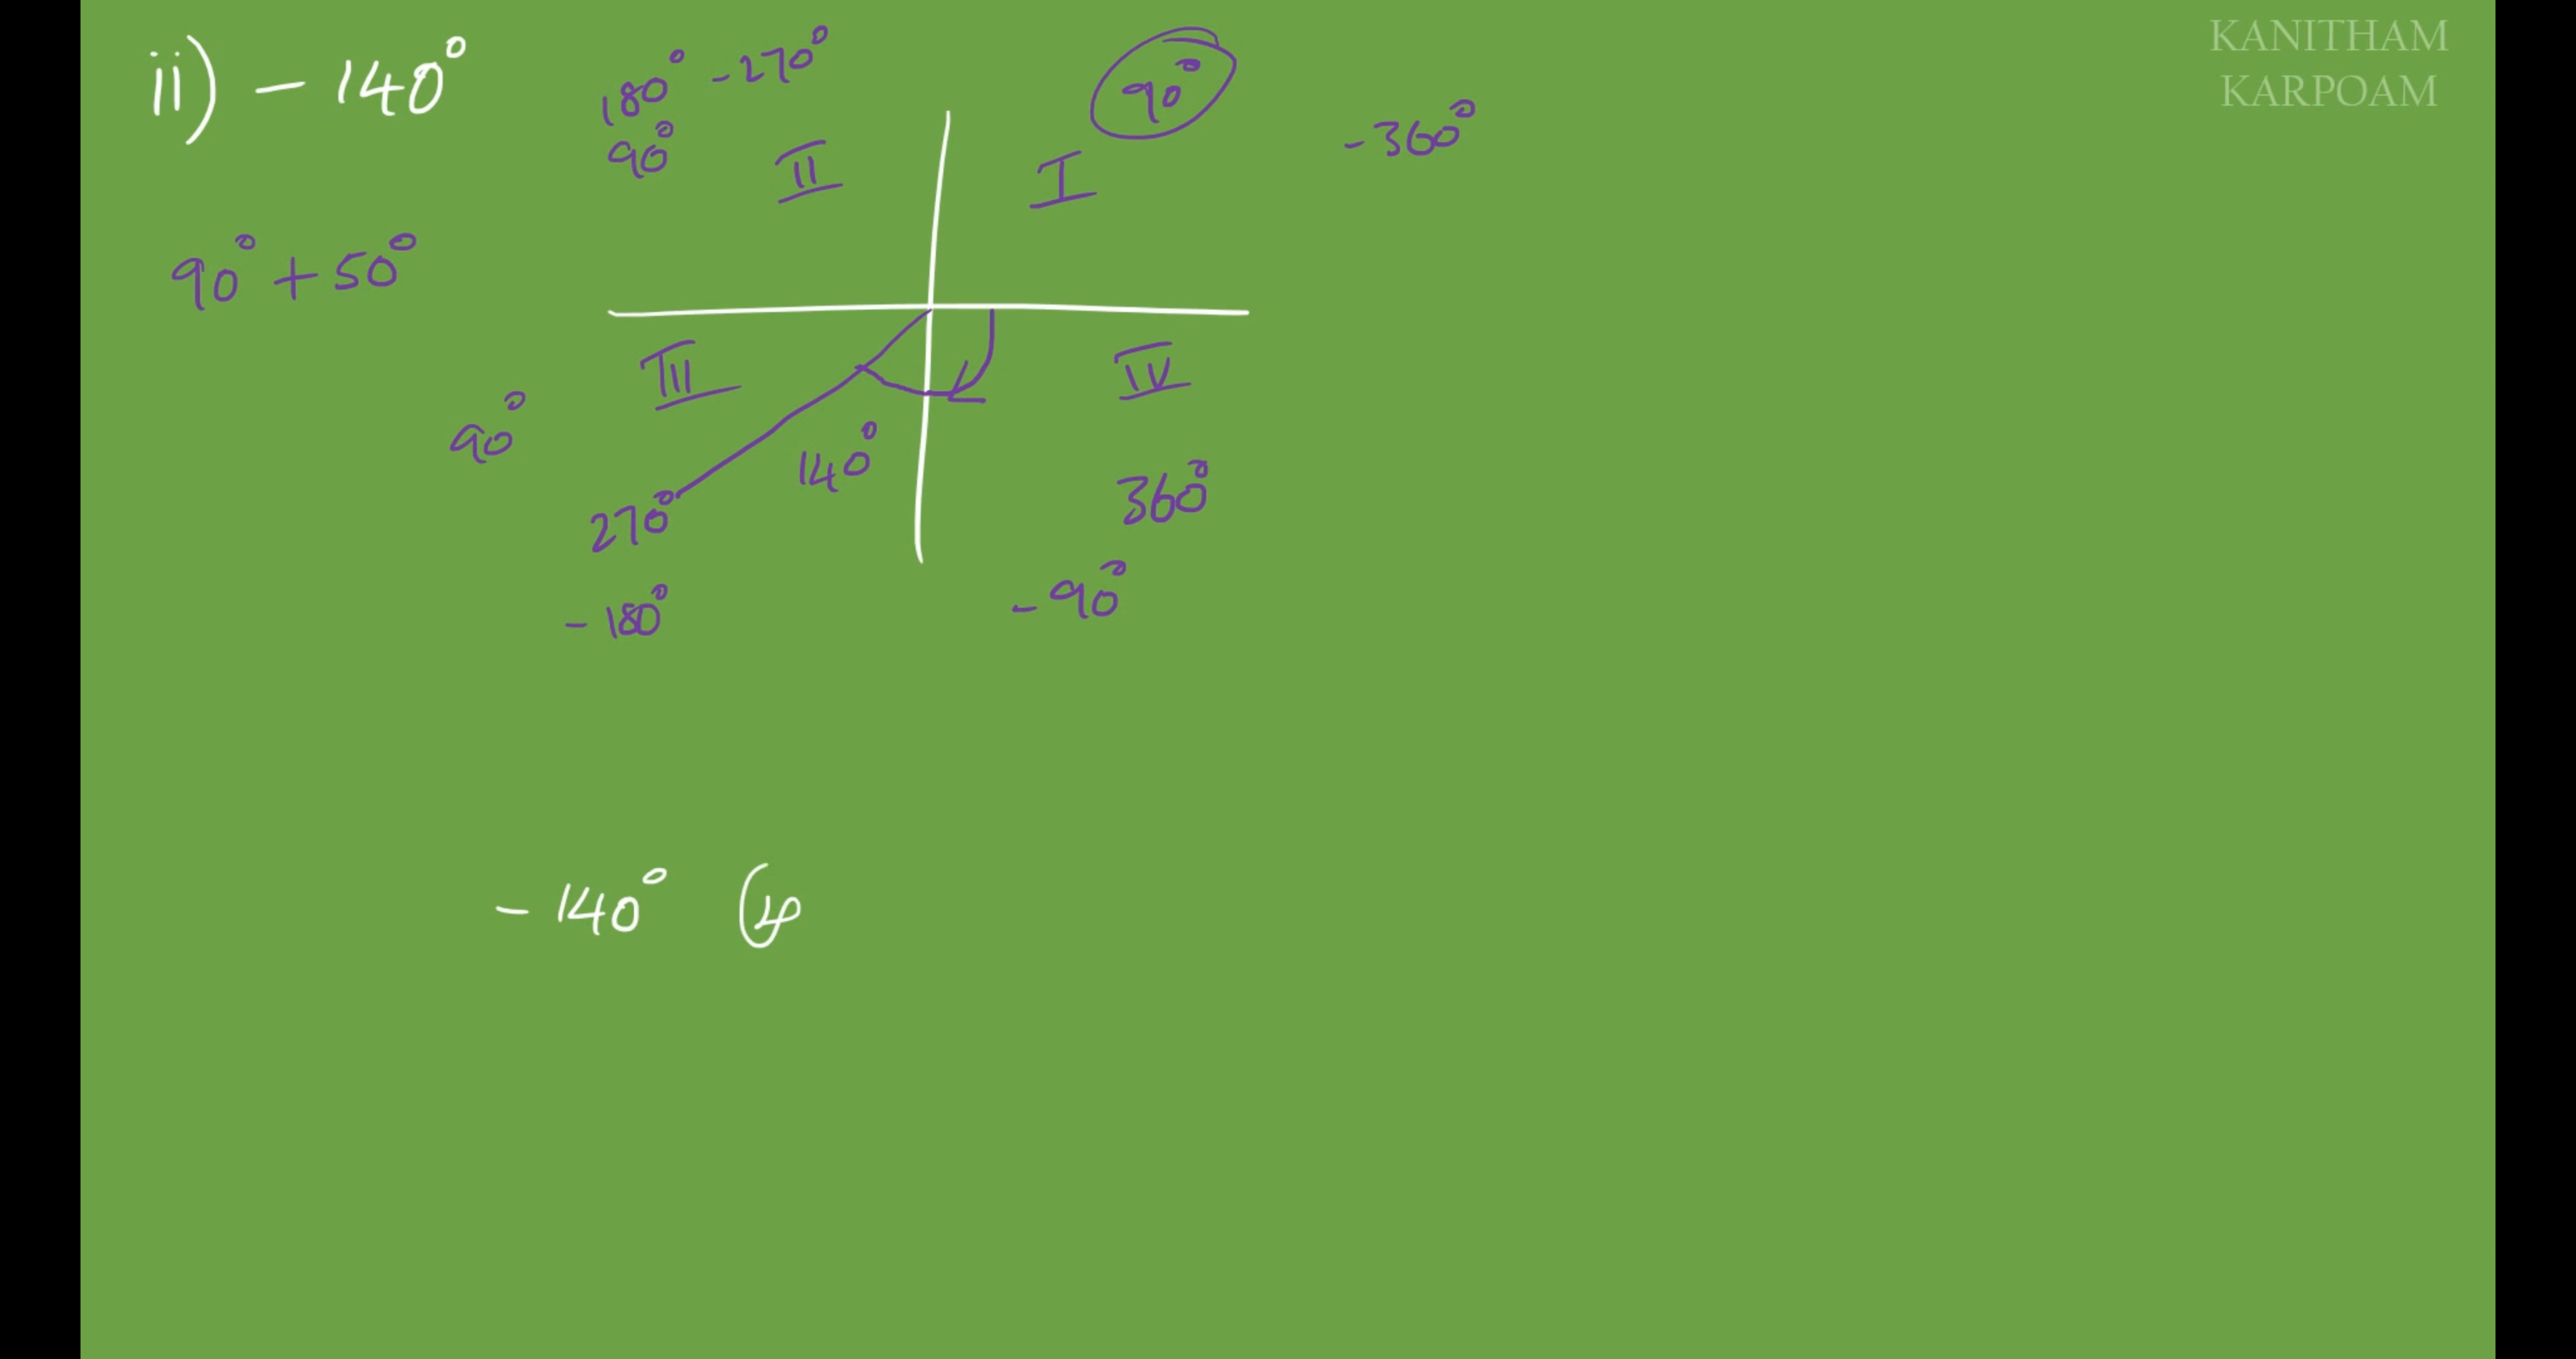 KANITHAM
KARPOAM
ii) - 140°
180° - 270°
90°
90°
- 360°
II
I
90° + 50°
III
IV
90°
140°
270°
360°
- 180°
- 90°
- 140° (